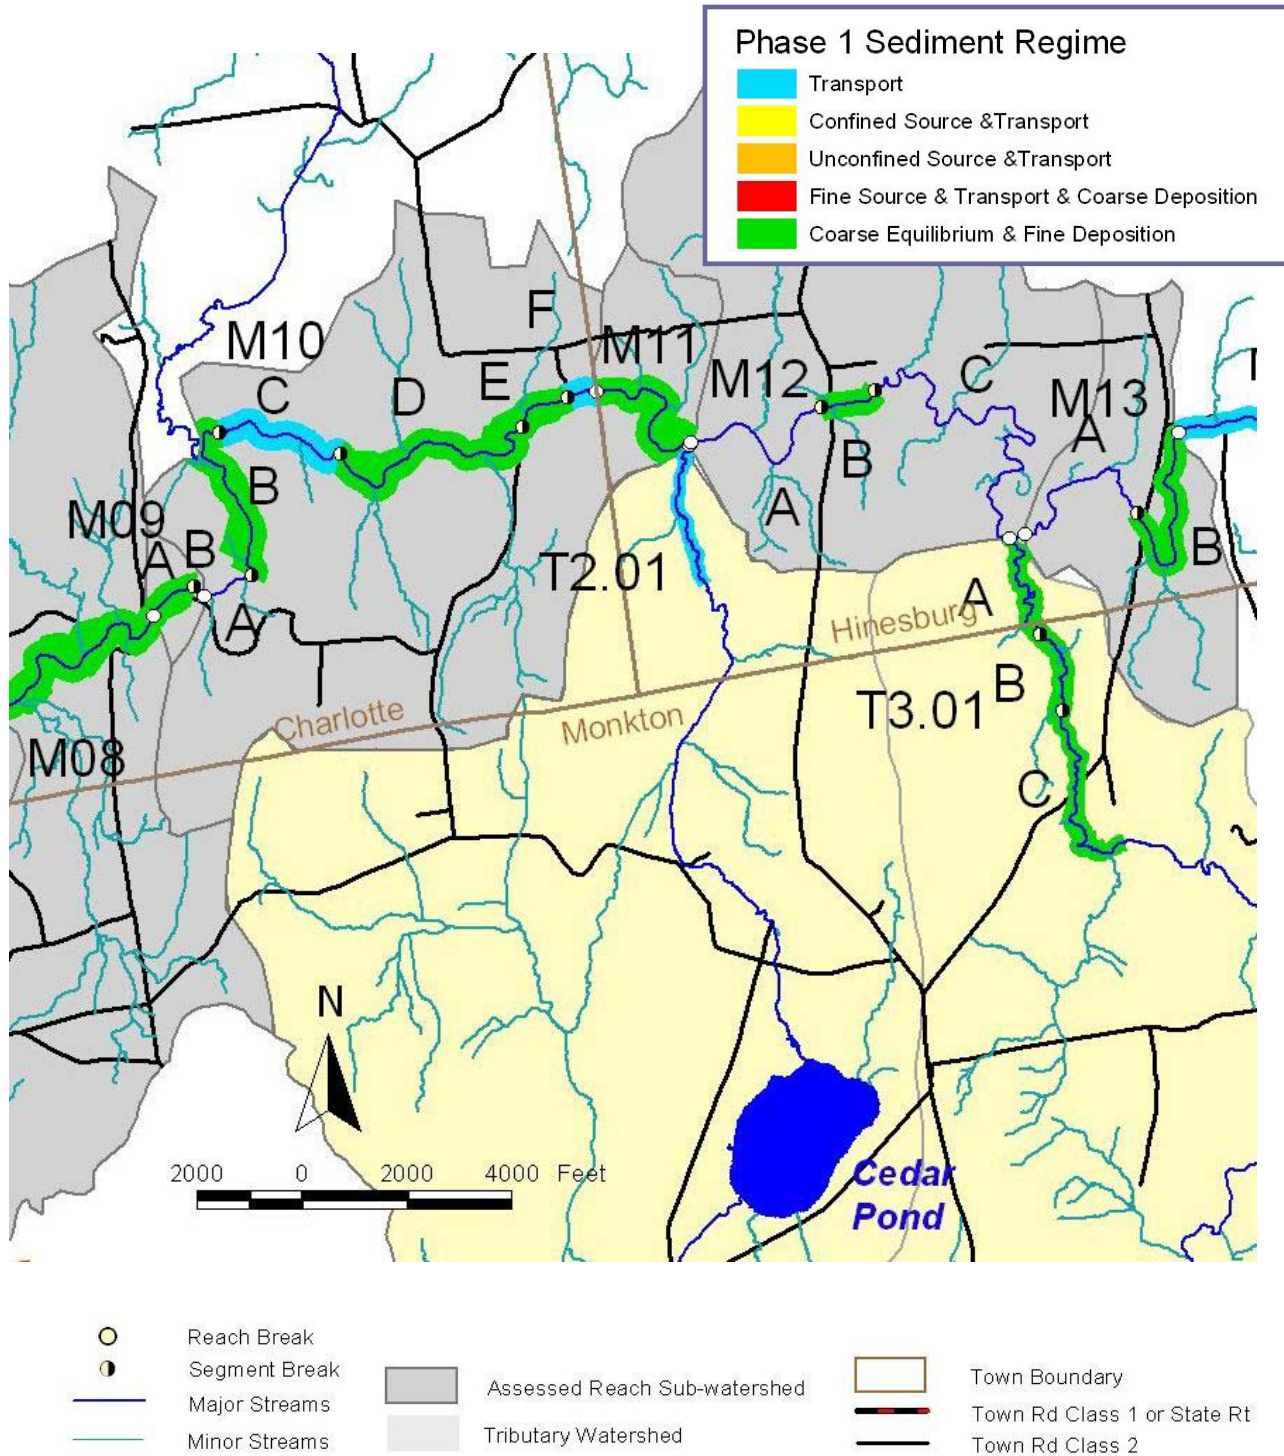 Phase 1 Sediment Regime
Transport
Confined Source &Transport
Unconfined Source &Transport
Fine Source & Transport & Coarse Deposition
Coarse Equilibrium & Fine Deposition
F
M10
M11
C
D
E
M12
C
M13
A
B
B
A
M09
A
B
B
T2.01
A
A
Hinesburg
B
T3.01
Charlotte
Monkton
M08
C
N
2000 0 2000 4000 Feet
Cedar
Pond
Reach Break
Segment Break
Major Streams
Minor Streams
Assessed Reach Sub-watershed
Tributary Watershed
Town Boundary
Town Rd Class 1 or State Rt
Town Rd Class 2